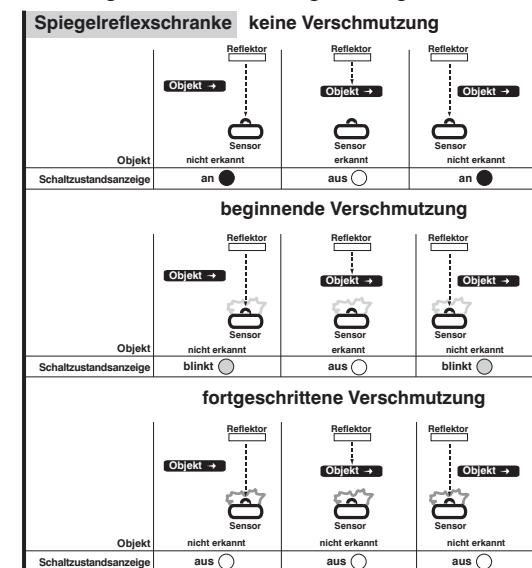 Spiegelreflexschranke keine Verschmutzung
Reflektor Reflektor Reflektor
Objekt → Objekt → Objekt →
Sensor Sensor Sensor
Objekt nicht erkannt erkannt nicht erkannt
Schaltzustandsanzeige an aus an
beginnende Verschmutzung
Reflektor Reflektor Reflektor
Objekt → Objekt → Objekt →
Sensor Sensor Sensor
Objekt nicht erkannt erkannt nicht erkannt
Schaltzustandsanzeige blinkt aus blinkt
fortgeschrittene Verschmutzung
Reflektor Reflektor Reflektor
Objekt → Objekt → Objekt →
Sensor Sensor Sensor
Objekt nicht erkannt nicht erkannt nicht erkannt
Schaltzustandsanzeige aus aus aus